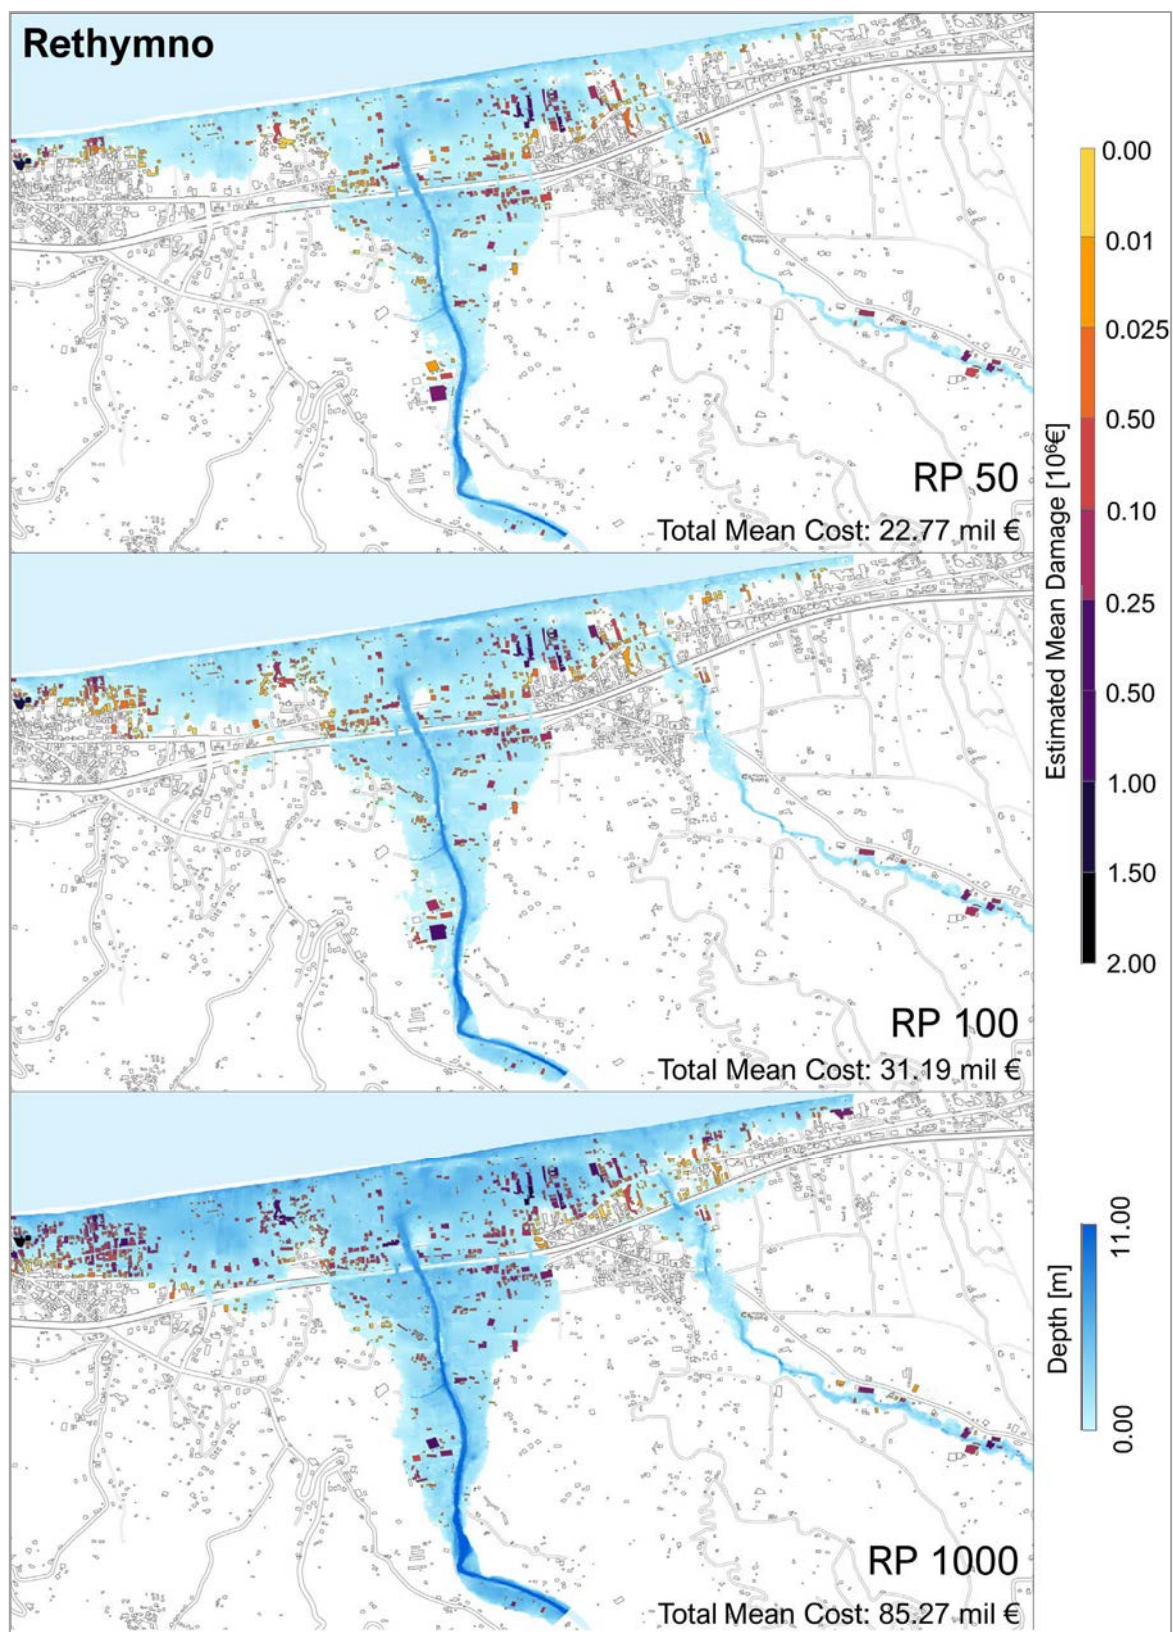 Rethymno
RP 50
Total Mean Cost: 22.77 mil €
RP 100
Total Mean Cost: 31.19 mil €
RP 1000
Total Mean Cost: 85.27 mil €
Estimated Mean Damage [10⁶€]
0.00
0.01
0.025
0.50
0.10
0.25
0.50
1.00
1.50
2.00
Depth [m]
11.00
0.00